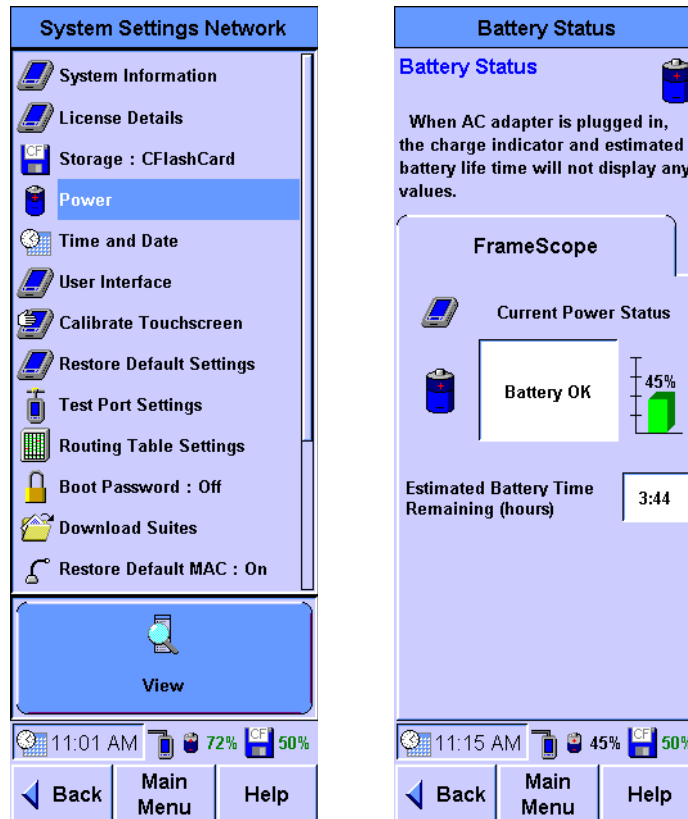 System Settings Network
System Information
License Details
CF
Storage : CFlashCard
Power
Time and Date
User Interface
Calibrate Touchscreen
Restore Default Settings
Test Port Settings
Routing Table Settings
Boot Password : Off
Download Suites
Restore Default MAC : On
View
11:01 AM 72% CF 50%
Back Main Menu Help
Battery Status
Battery Status
When AC adapter is plugged in,
the charge indicator and estimated
battery life time will not display any
values.
FrameScope
Current Power Status
Battery OK
45%
Estimated Battery Time
Remaining (hours)
3:44
11:15 AM 45% CF 50%
Back Main Menu Help